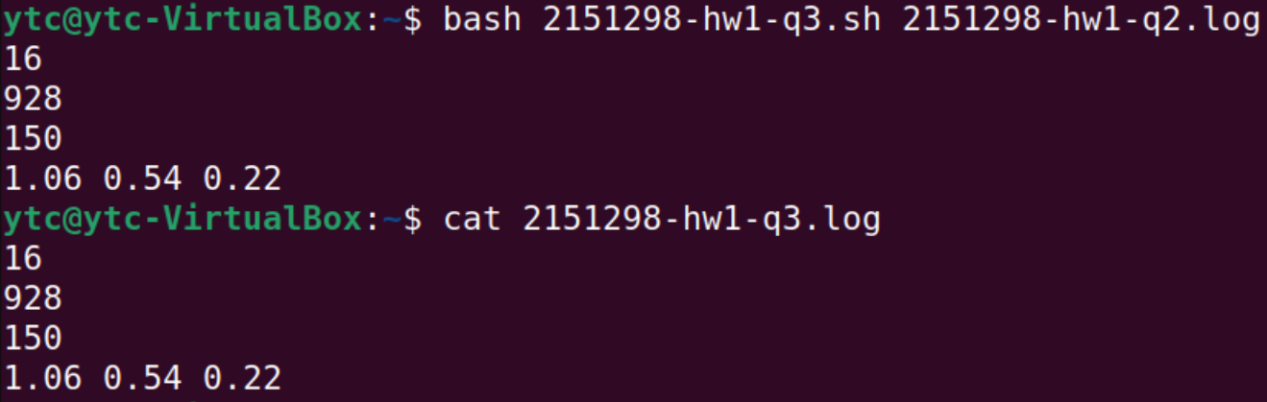 ytc@ytc-VirtualBox:~$ bash 2151298-hw1-q3.sh 2151298-hw1-q2.log
16
928
150
1.06 0.54 0.22
ytc@ytc-VirtualBox:~$ cat 2151298-hw1-q3.log
16
928
150
1.06 0.54 0.22